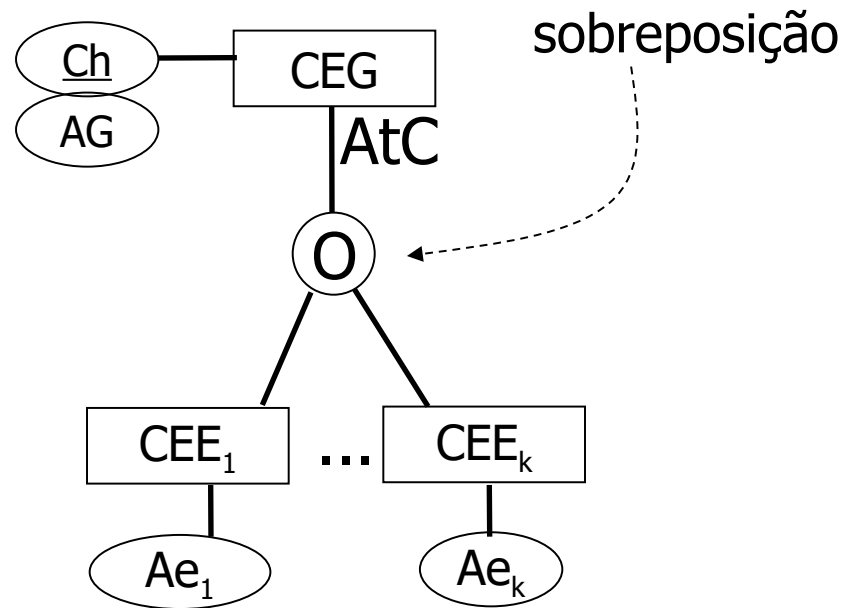 sobreposição
Ch
CEG
AG
AtC
O
CEE₁
...
CEEₖ
Ae₁
Aeₖ